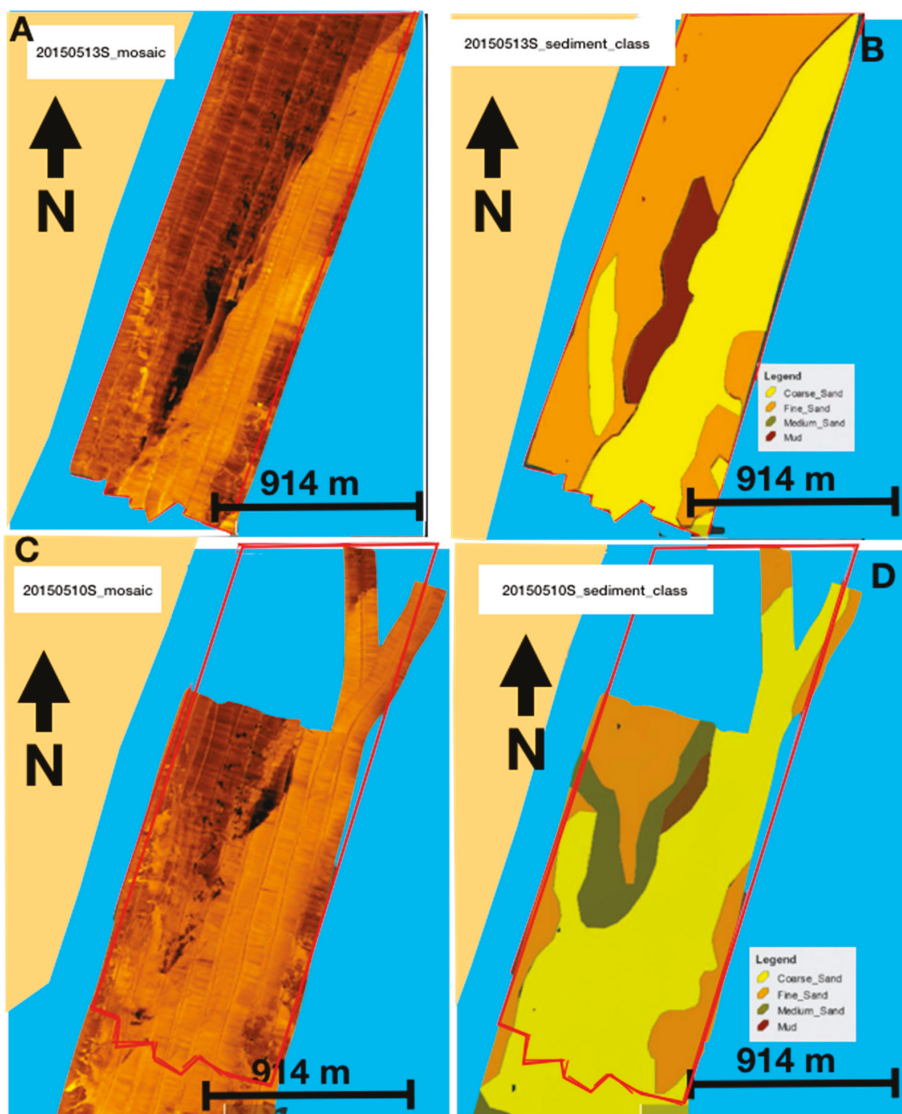 A
20150513S_mosaic
N
914 m
20150513S_sediment_class
B
N
Legend
Coarse_Sand
Fine_Sand
Medium_Sand
Mud
914 m
C
20150510S_mosaic
N
914 m
20150510S_sediment_class
D
N
Legend
Coarse_Sand
Fine_Sand
Medium_Sand
Mud
914 m